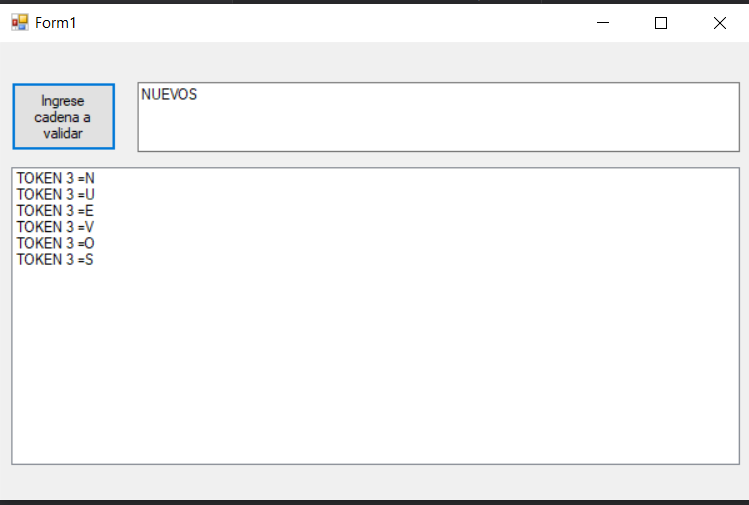 Form1
Ingrese
cadena a
validar
NUEVOS
TOKEN 3 =N
TOKEN 3 =U
TOKEN 3 =E
TOKEN 3 =V
TOKEN 3 =O
TOKEN 3 =S